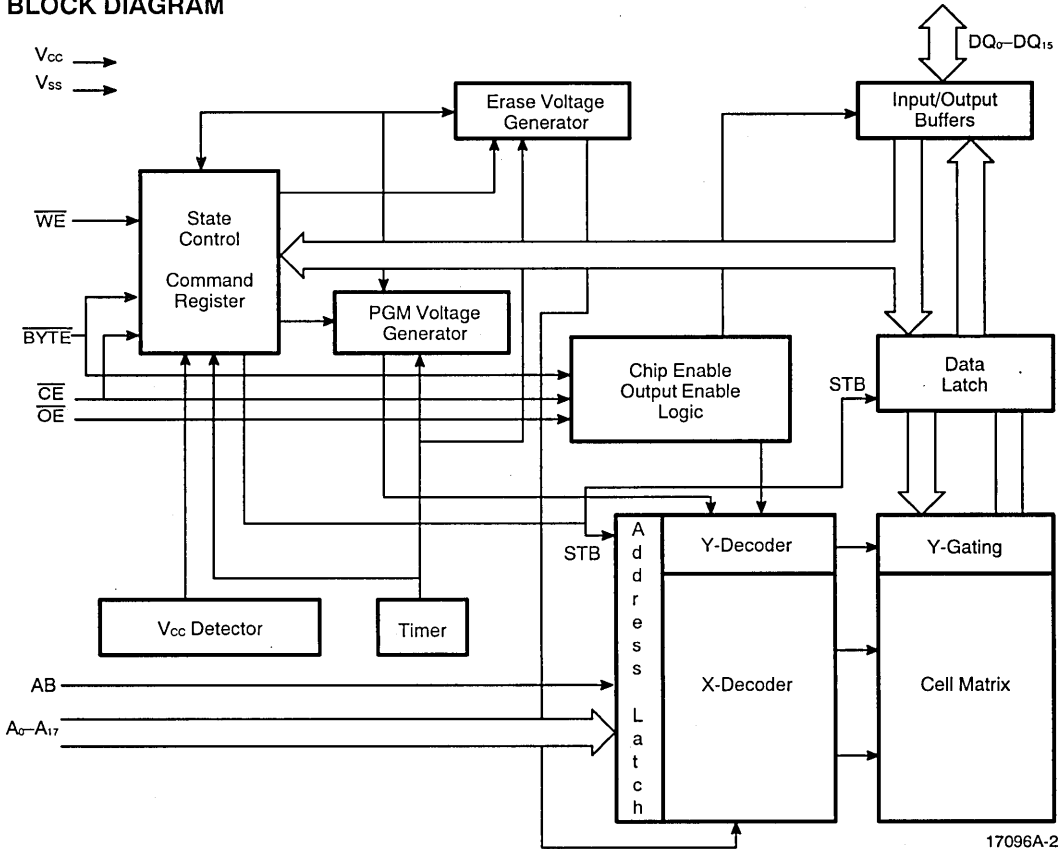 BLOCK DIAGRAM
Vcc
Vss
DQ₀–DQ₁₅
Erase Voltage
Generator
Input/Output
Buffers
WE
State
Control
Command
Register
BYTE
PGM Voltage
Generator
CE
OE
Chip Enable
Output Enable
Logic
STB
Data
Latch
STB
Address Latch
Y-Decoder
Y-Gating
Vcc Detector
Timer
AB
X-Decoder
Cell Matrix
A₀–A₁₇
17096A-2